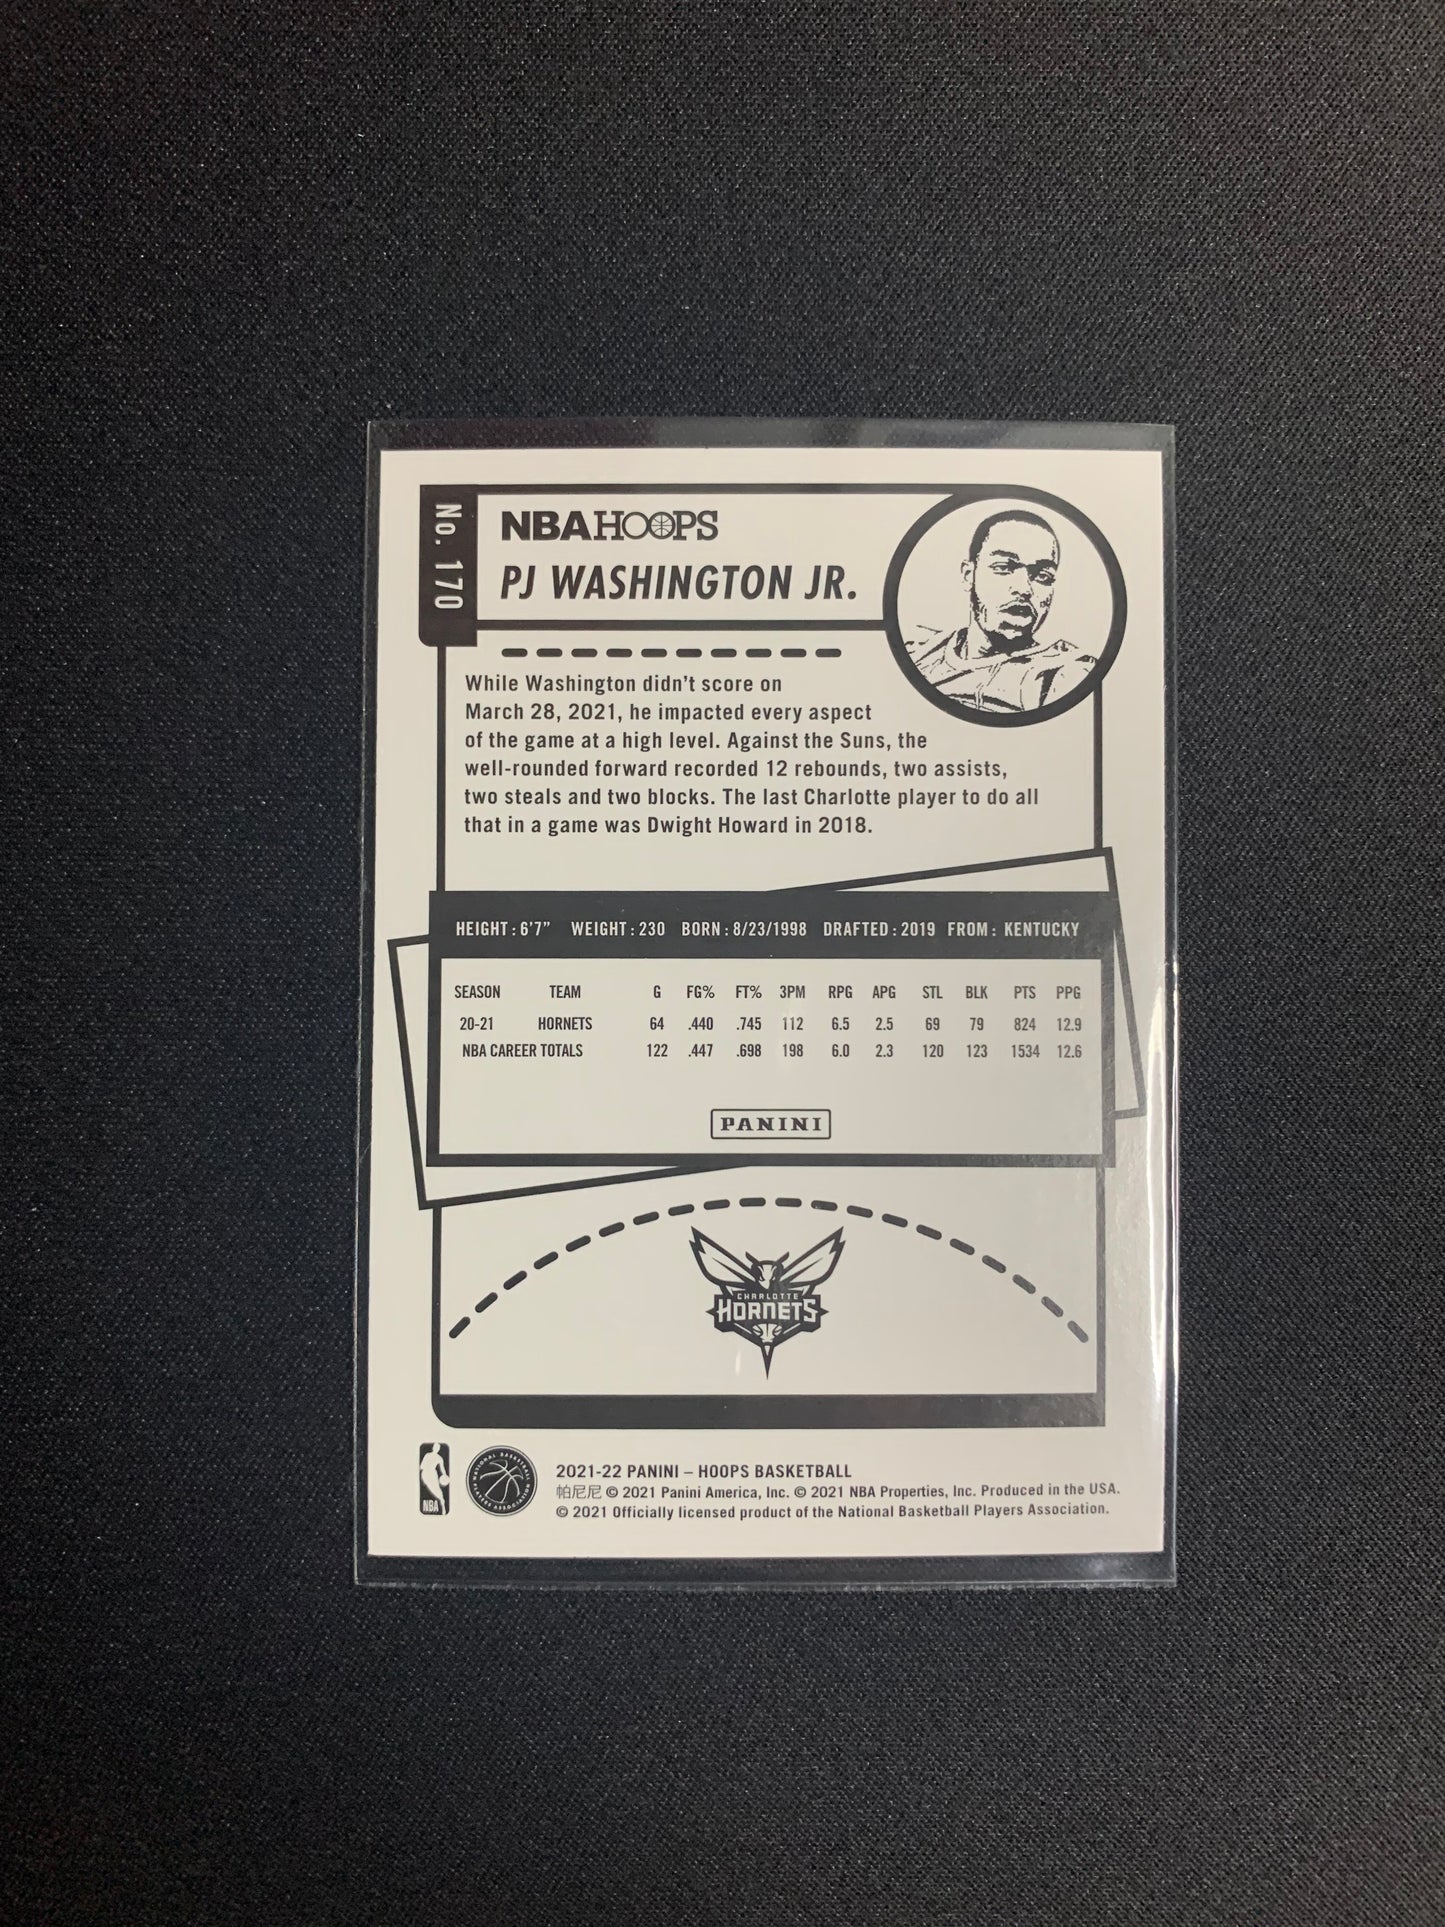 No. 170
NBA HOOPS
PJ WASHINGTON JR.
While Washington didn't score on
March 28, 2021, he impacted every aspect
of the game at a high level. Against the Suns, the
well-rounded forward recorded 12 rebounds, two assists,
two steals and two blocks. The last Charlotte player to do all
that in a game was Dwight Howard in 2018.
HEIGHT: 6'7" WEIGHT: 230 BORN: 8/23/1998 DRAFTED: 2019 FROM: KENTUCKY
SEASON TEAM G FG% FT% 3PM RPG APG STL BLK PTS PPG
20-21 HORNETS 64 .440 .745 112 6.5 2.5 69 79 824 12.9
NBA CAREER TOTALS 122 .447 .698 198 6.0 2.3 120 123 1534 12.6
PANINI
CHARLOTTE
HORNETS
NBA
NATIONAL BASKETBALL PLAYERS ASSOCIATION
2021-22 PANINI – HOOPS BASKETBALL
帕尼尼 © 2021 Panini America, Inc. © 2021 NBA Properties, Inc. Produced in the USA.
© 2021 Officially licensed product of the National Basketball Players Association.